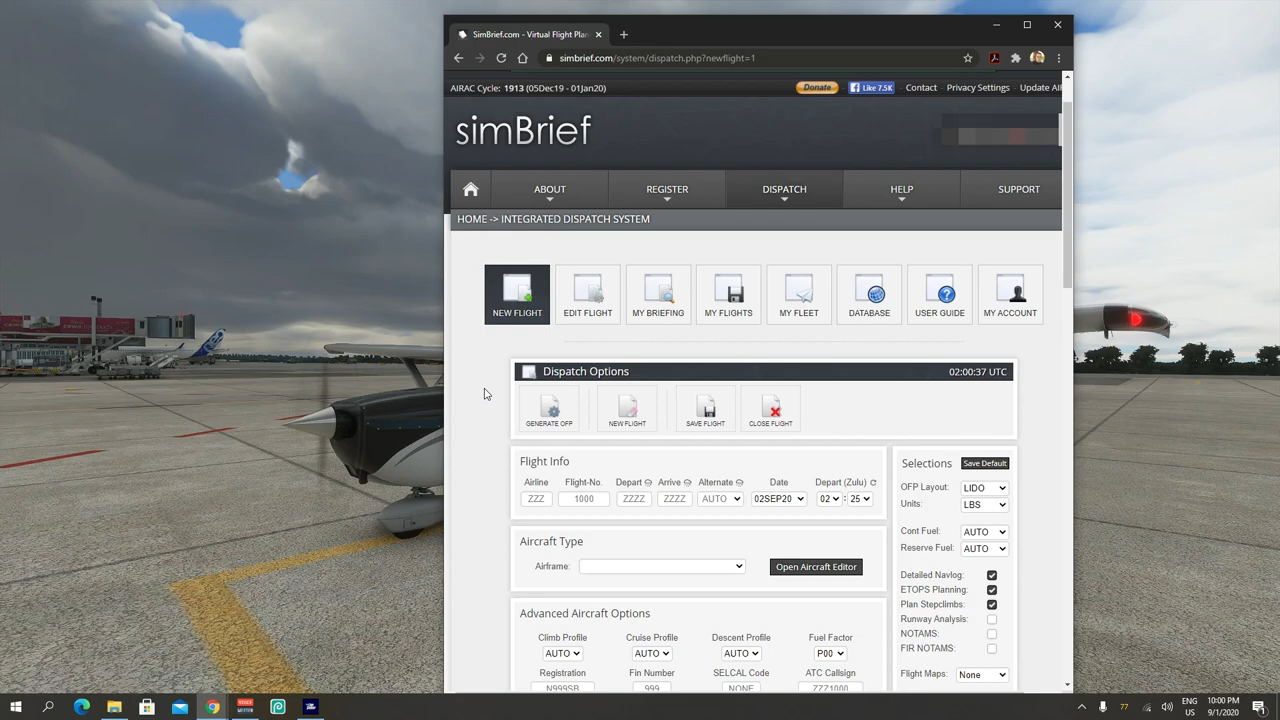 SimBrief.com - Virtual Flight Plan
simbrief.com/system/dispatch.php?newflight=1
AIRAC Cycle: 1913 (05Dec19 - 01Jan20)
Donate
Like 7.5K
Contact
Privacy Settings
Update AI
simBrief
ABOUT
REGISTER
DISPATCH
HELP
SUPPORT
HOME -> INTEGRATED DISPATCH SYSTEM
NEW FLIGHT
EDIT FLIGHT
MY BRIEFING
MY FLIGHTS
MY FLEET
DATABASE
USER GUIDE
MY ACCOUNT
Dispatch Options
02:00:37 UTC
GENERATE OFP
NEW FLIGHT
SAVE FLIGHT
CLOSE FLIGHT
Flight Info
Airline Flight-No. Depart Arrive Alternate Date Depart (Zulu)
ZZZ 1000 ZZZZ ZZZZ AUTO 02SEP20 02 : 25
Aircraft Type
Airframe:
Open Aircraft Editor
Advanced Aircraft Options
Climb Profile Cruise Profile Descent Profile Fuel Factor
AUTO AUTO AUTO P00
Registration Fin Number SELCAL Code ATC Callsign
N999SB 999 NONE ZZZ1000
Selections
Save Default
OFP Layout: LIDO
Units: LBS
Cont Fuel: AUTO
Reserve Fuel: AUTO
Detailed Navlog:
ETOPS Planning:
Plan Stepclimbs:
Runway Analysis:
NOTAMS:
FIR NOTAMS:
Flight Maps: None
77
ENG
US
10:00 PM
9/1/2020